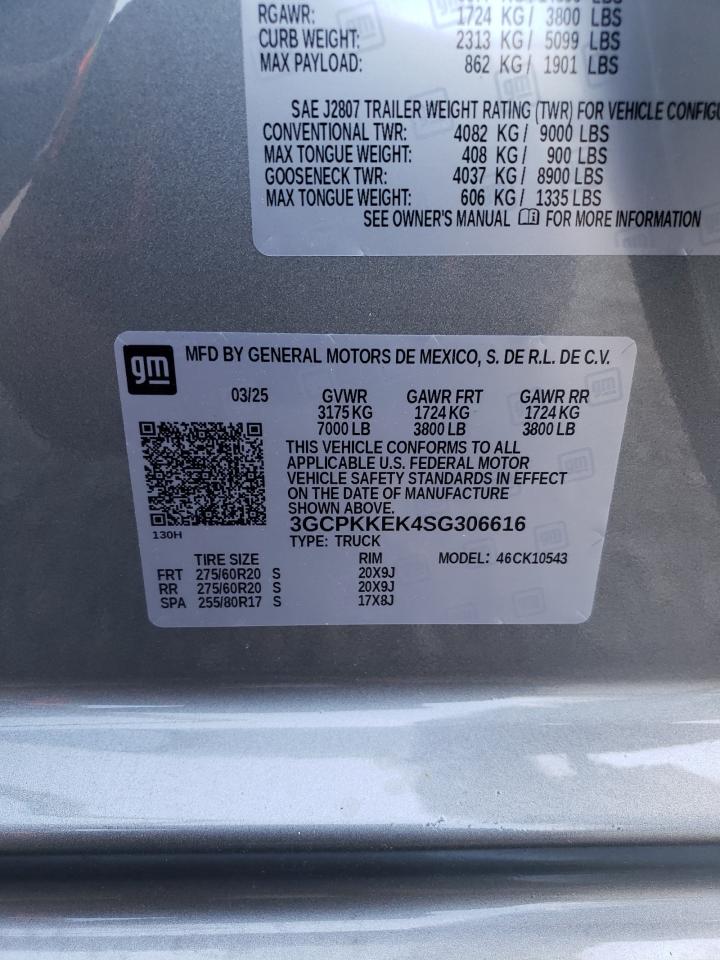 RGAWR: 1724 KG / 3800 LBS
CURB WEIGHT: 2313 KG / 5099 LBS
MAX PAYLOAD: 862 KG / 1901 LBS
SAE J2807 TRAILER WEIGHT RATING (TWR) FOR VEHICLE CONFIGU
CONVENTIONAL TWR: 4082 KG / 9000 LBS
MAX TONGUE WEIGHT: 408 KG / 900 LBS
GOOSENECK TWR: 4037 KG / 8900 LBS
MAX TONGUE WEIGHT: 606 KG / 1335 LBS
SEE OWNER'S MANUAL FOR MORE INFORMATION
gm MFD BY GENERAL MOTORS DE MEXICO, S. DE R.L. DE C.V.
03/25 GVWR GAWR FRT GAWR RR
3175 KG 1724 KG 1724 KG
7000 LB 3800 LB 3800 LB
THIS VEHICLE CONFORMS TO ALL
APPLICABLE U.S. FEDERAL MOTOR
VEHICLE SAFETY STANDARDS IN EFFECT
ON THE DATE OF MANUFACTURE
SHOWN ABOVE.
3GCPKKEK4SG306616
130H
TYPE: TRUCK
TIRE SIZE RIM MODEL: 46CK10543
FRT 275/60R20 S 20X9J
RR 275/60R20 S 20X9J
SPA 255/80R17 S 17X8J